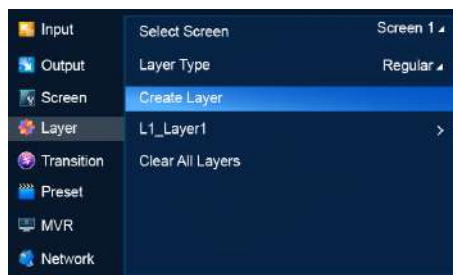 Input
Output
Screen
Layer
Transition
Preset
MVR
Network
Select Screen Screen 1
Layer Type Regular
Create Layer
L1_Layer1 >
Clear All Layers